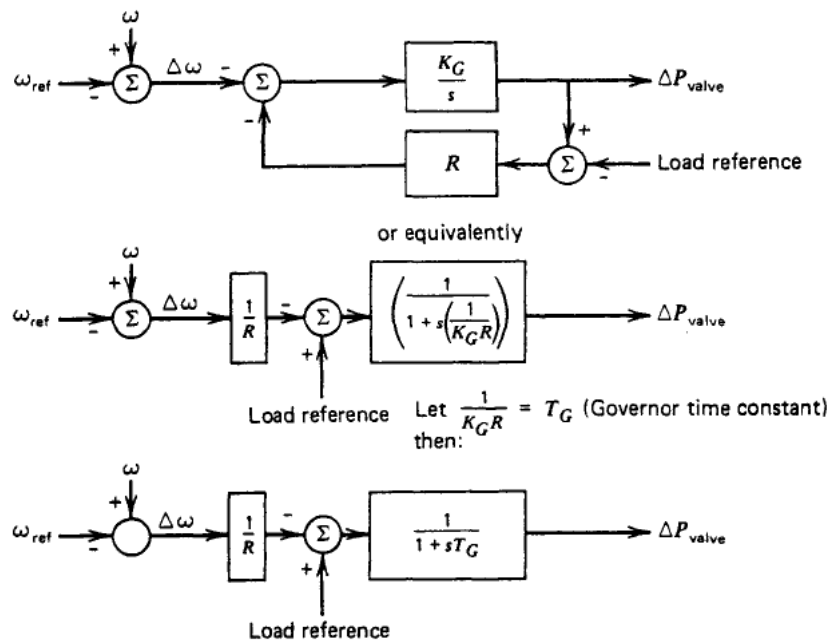 ω
+
ω_ref - Σ Δω - Σ K_G/s ΔP_valve
- +
R Σ - Load reference
or equivalently
ω
+
ω_ref - Σ Δω 1/R - Σ (1/(1 + s(1/(K_G R)))) ΔP_valve
+
Load reference
Let 1/(K_G R) = T_G (Governor time constant)
then:
ω
+
ω_ref - Δω 1/R - Σ 1/(1 + sT_G) ΔP_valve
+
Load reference